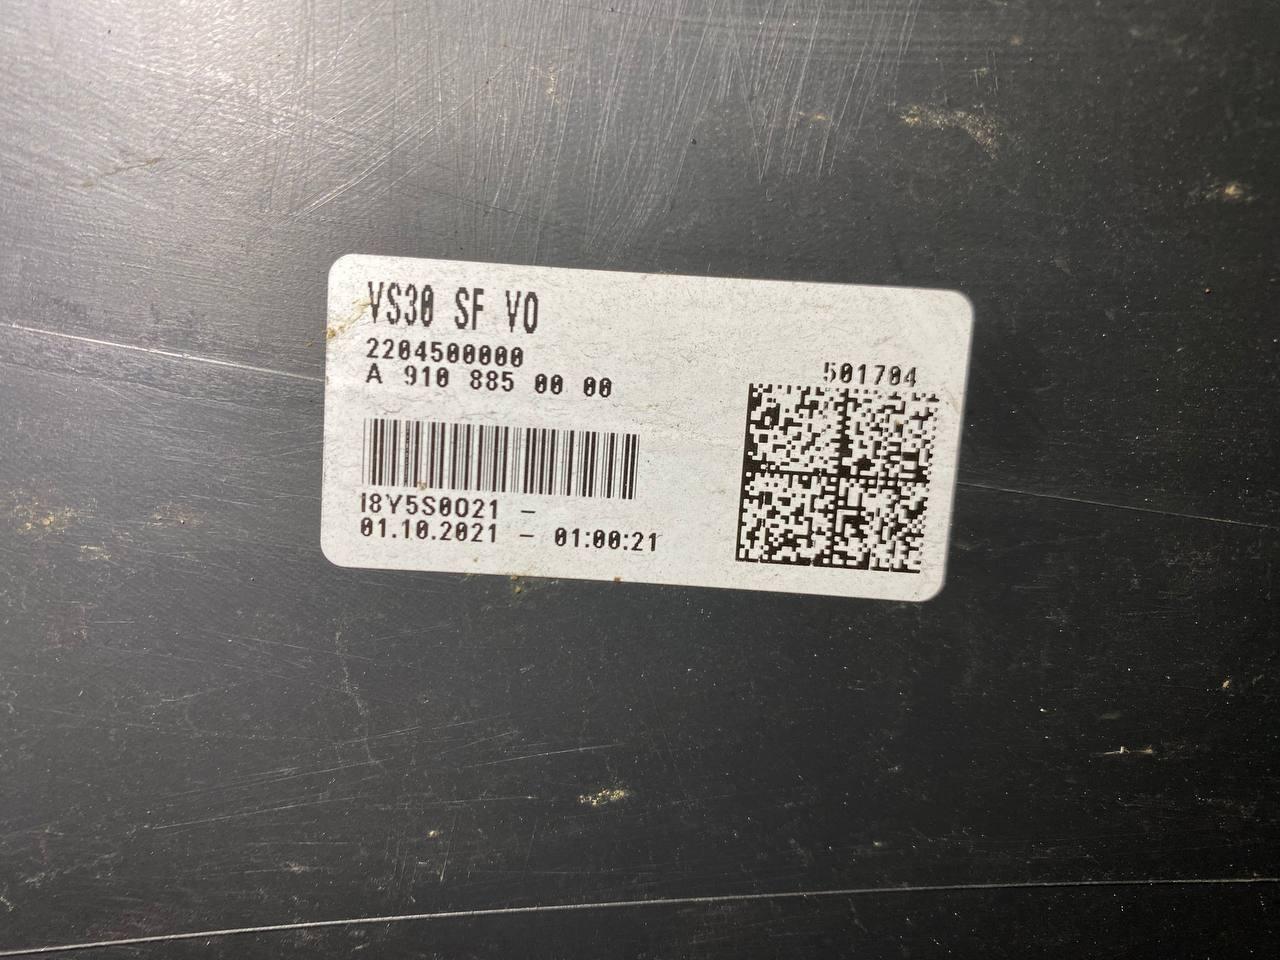 VS30 SF VO
2204500000
A 910 885 00 00
501704
I8Y5S0021 -
01.10.2021 - 01:00:21